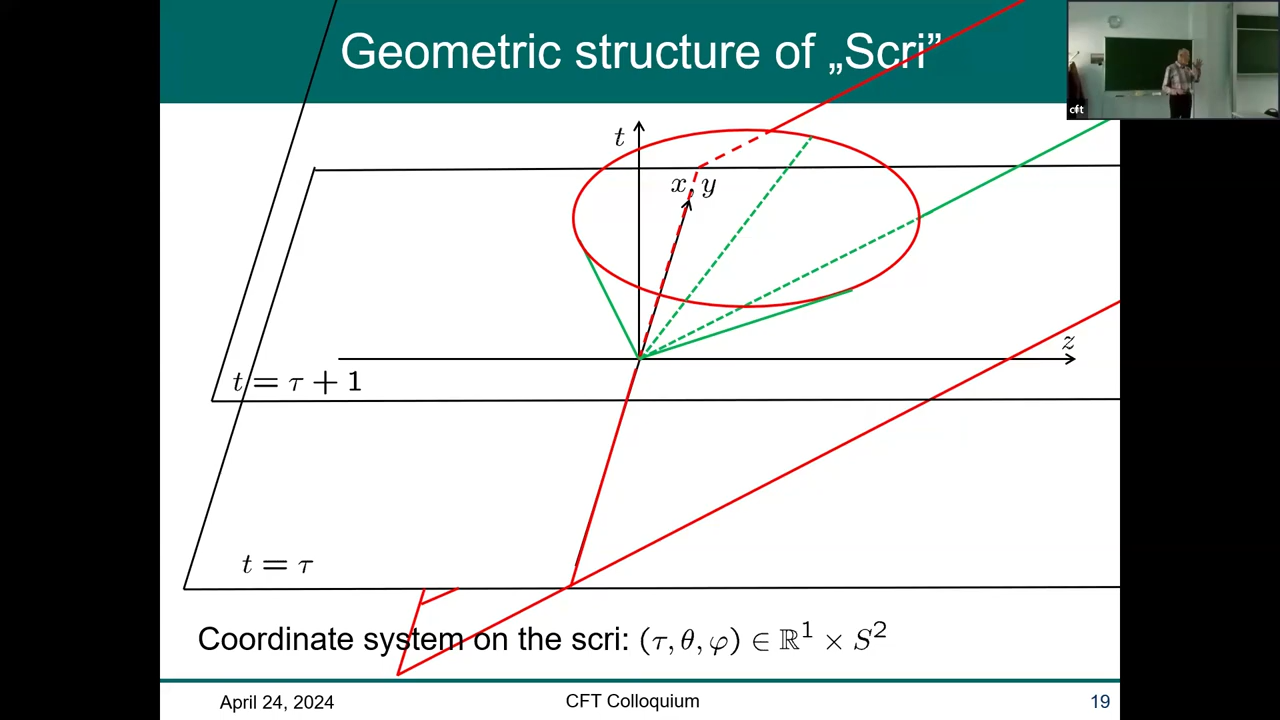 Geometric structure of „Scri”
cft
t
x, y
z
t = τ + 1
t = τ
Coordinate system on the scri: (τ, θ, φ) ∈ ℝ¹ × S²
April 24, 2024
CFT Colloquium
19